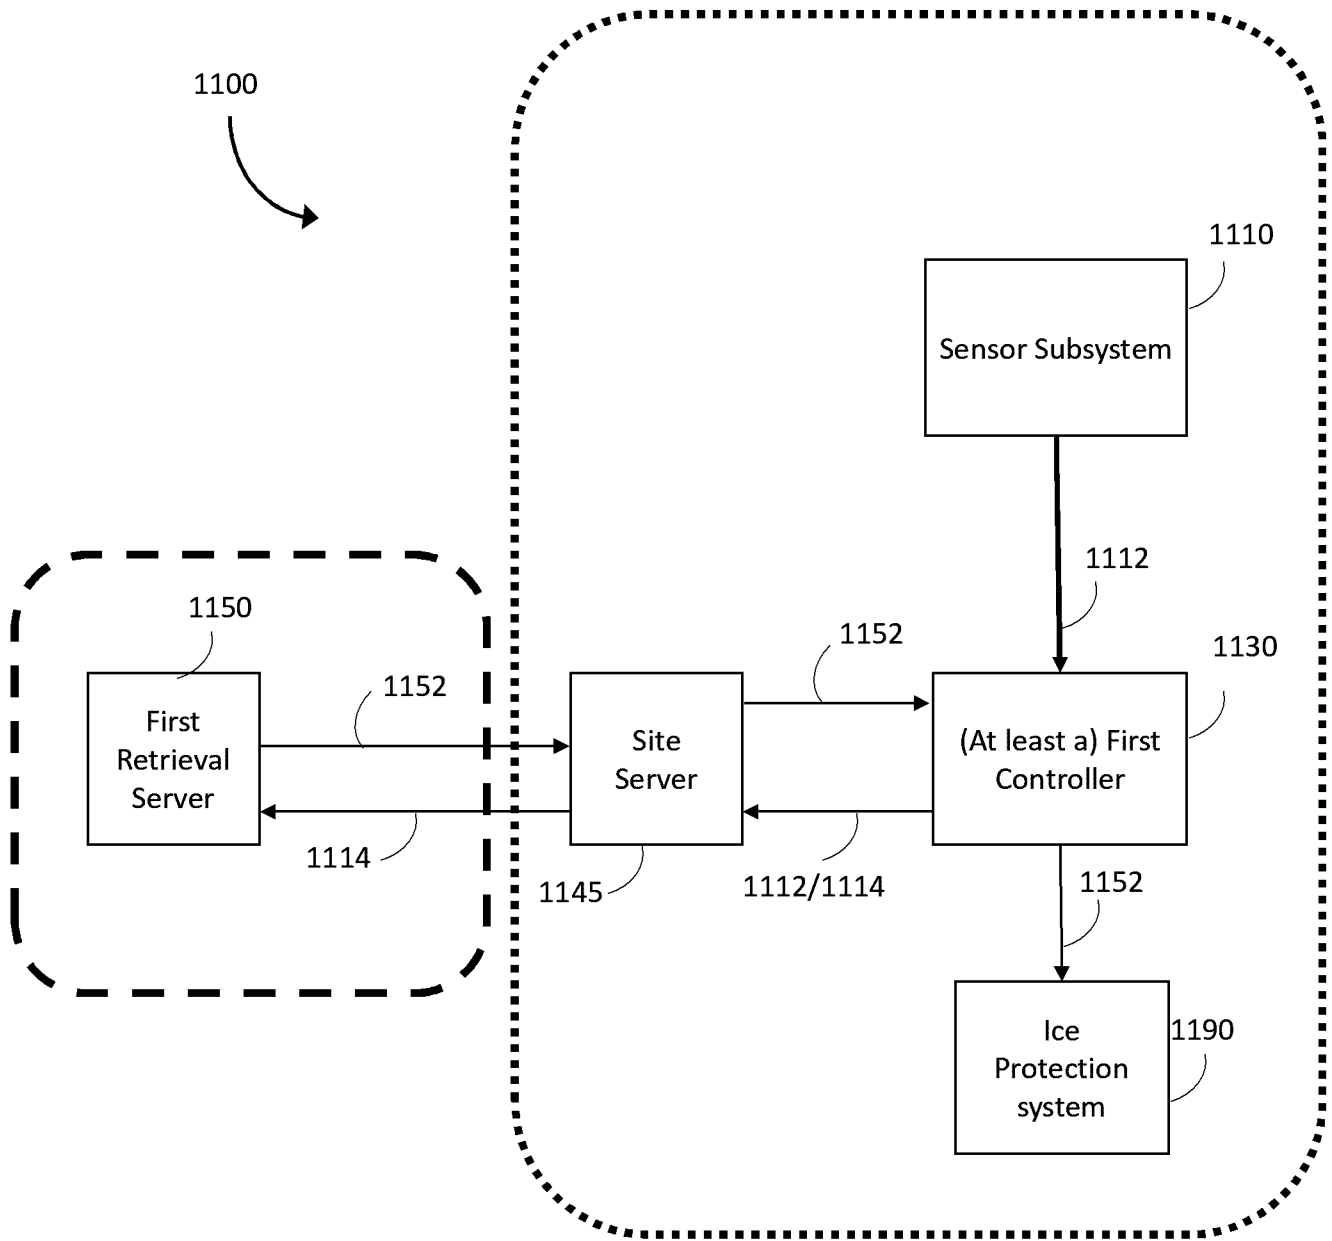 1100
1110
Sensor Subsystem
1112
1150
1152
1130
1152
First
Retrieval
Server
Site
Server
(At least a) First
Controller
1114
1145
1112/1114
1152
Ice
Protection
system
1190